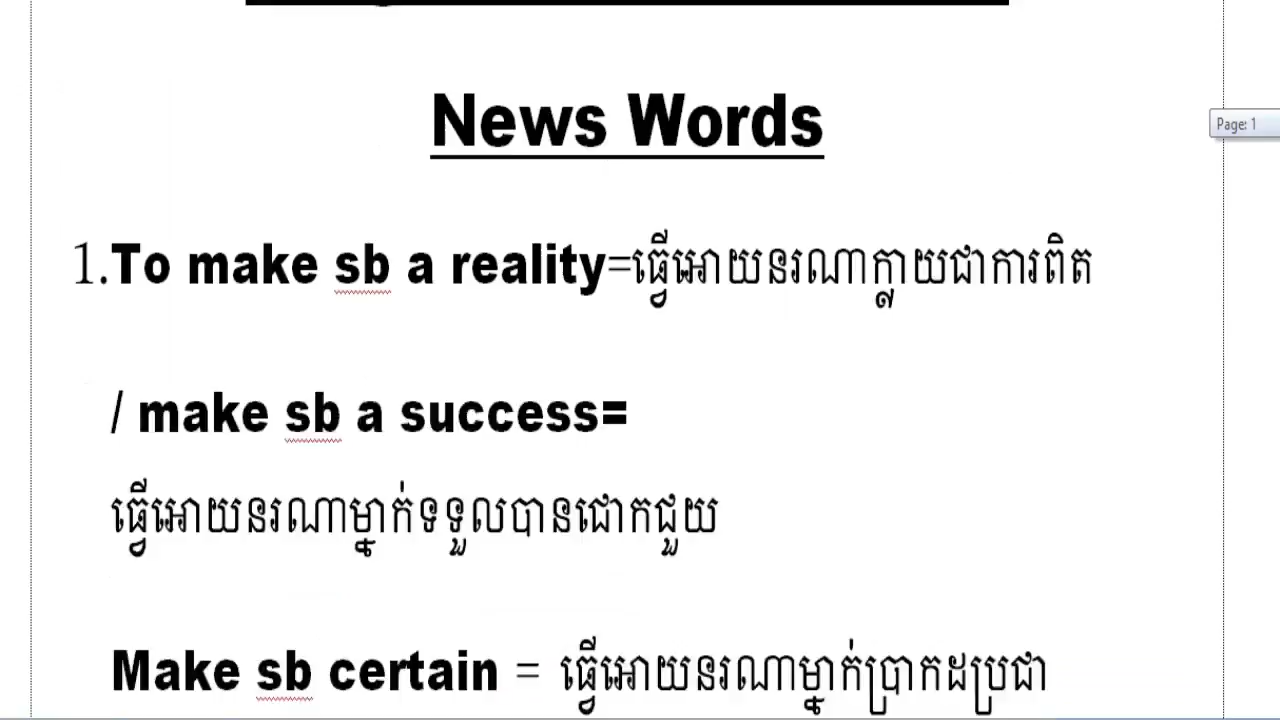 News Words
Page: 1
1.To make sb a reality=ធ្វើអោយនរណាក្លាយជាការពិត
/ make sb a success=
ធ្វើអោយនរណាម្នាក់ទទួលបានជោកជួយ
Make sb certain = ធ្វើអោយនរណាម្នាក់ប្រាកដប្រជា